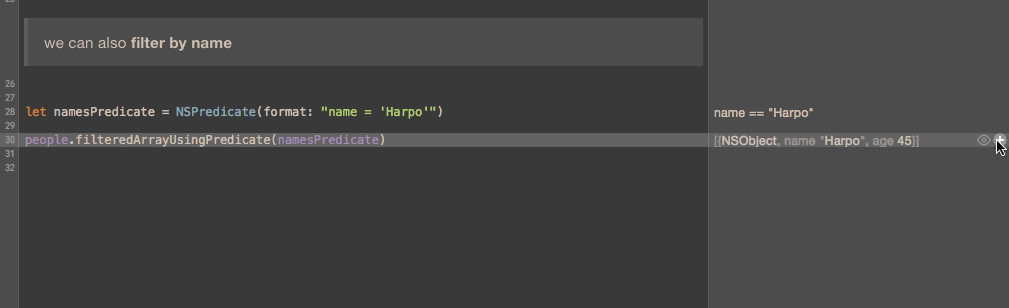 we can also filter by name
26
27
28 let namesPredicate = NSPredicate(format: "name = 'Harpo'") name == "Harpo"
29
30 people.filteredArrayUsingPredicate(namesPredicate) [{NSObject, name "Harpo", age 45}]
31
32